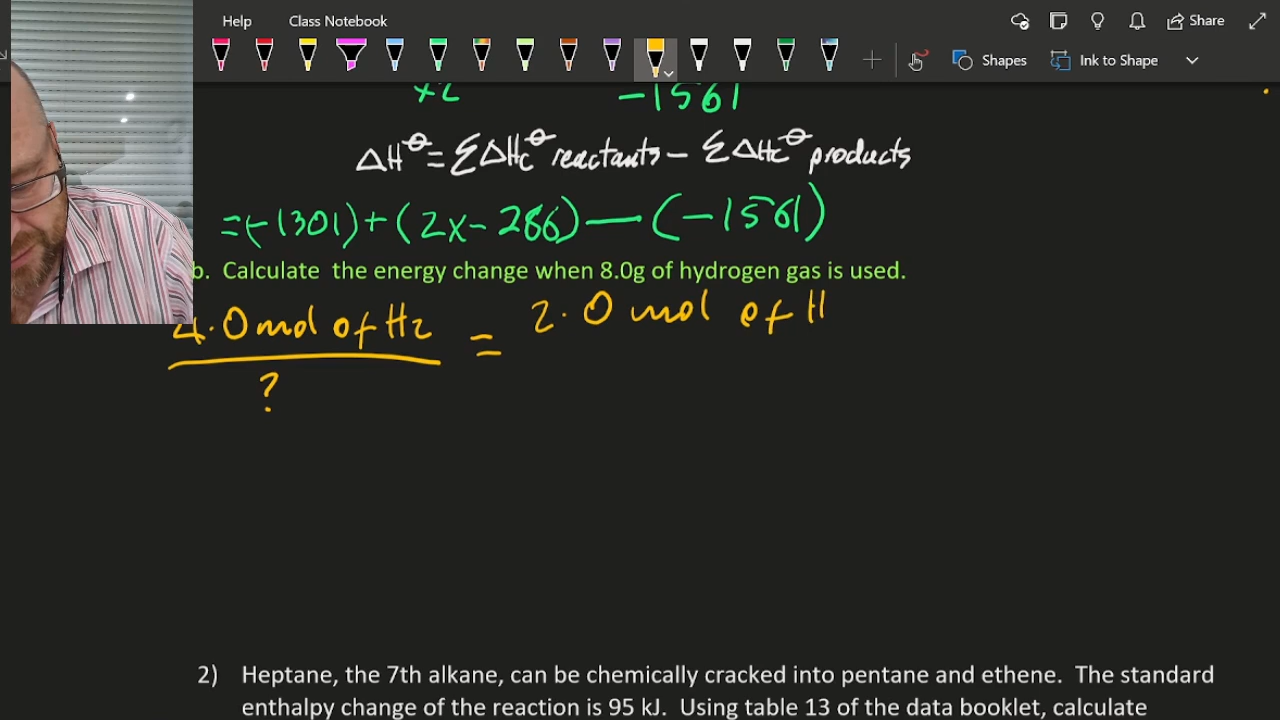 Help Class Notebook Share
Shapes Ink to Shape
x2 -1561
ΔH⦵ = ΣΔHc⦵ reactants - ΣΔHc⦵ products
=(-1301)+(2x-286)-(-1561)
b. Calculate the energy change when 8.0g of hydrogen gas is used.
4.0 mol of H2 = 2.0 mol of H
?
2) Heptane, the 7th alkane, can be chemically cracked into pentane and ethene. The standard
enthalpy change of the reaction is 95 kJ. Using table 13 of the data booklet, calculate